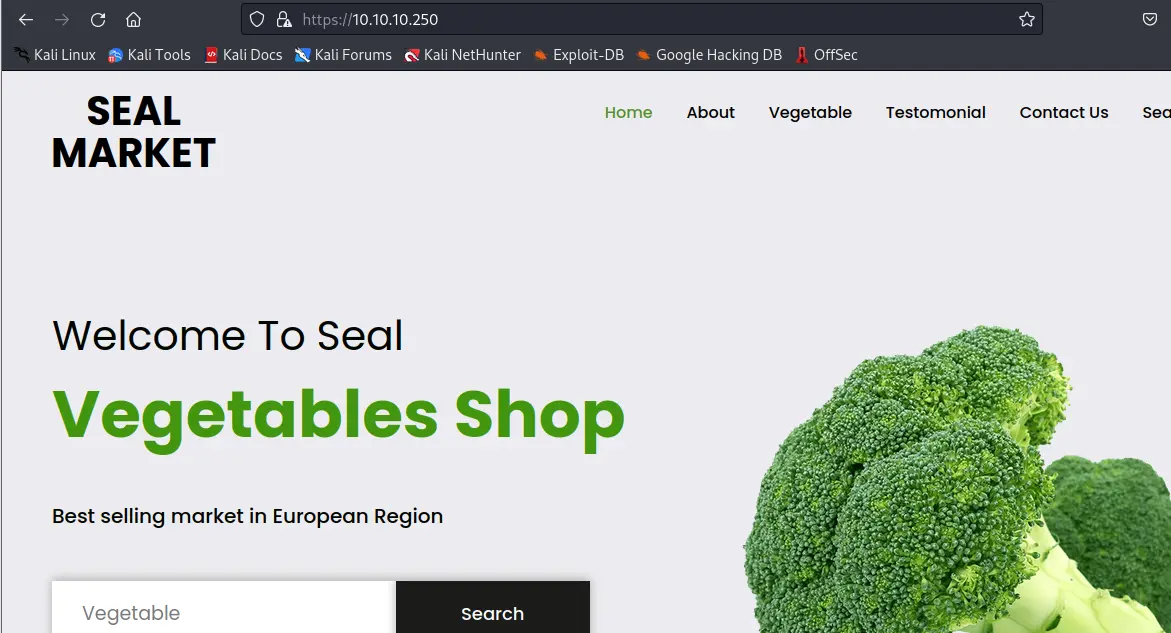 https://10.10.10.250
Kali Linux Kali Tools Kali Docs Kali Forums Kali NetHunter Exploit-DB Google Hacking DB OffSec
SEAL
MARKET
Home About Vegetable Testomonial Contact Us Sea
Welcome To Seal
Vegetables Shop
Best selling market in European Region
Vegetable Search